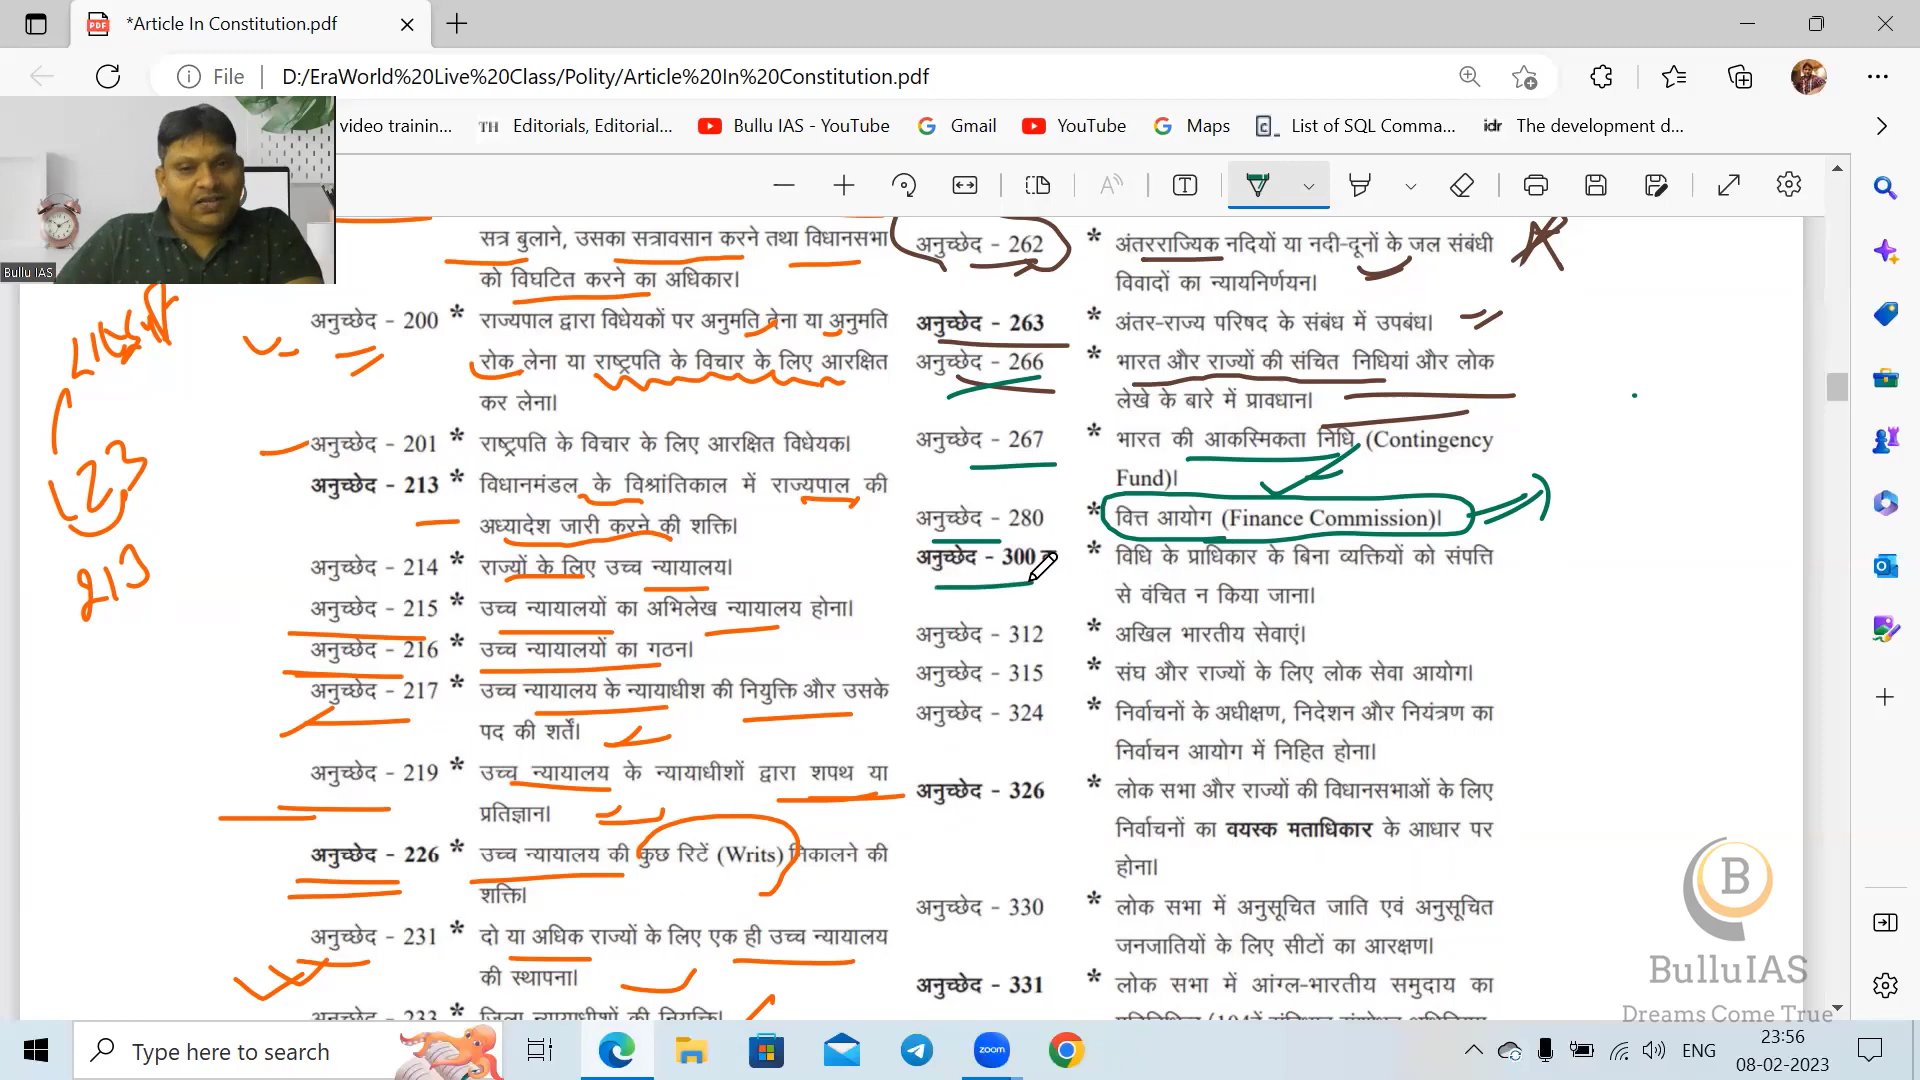 *Article In Constitution.pdf
File
D:/EraWorld%20Live%20Class/Polity/Article%20In%20Constitution.pdf
video trainin...
TH Editorials, Editorial...
Bullu IAS - YouTube
Gmail
YouTube
Maps
List of SQL Comma...
idr The development d...
Bullu IAS
सत्र बुलाने, उसका सत्रावसान करने तथा विधानसभा
को विघटित करने का अधिकार।
अनुच्छेद - 200 * राज्यपाल द्वारा विधेयकों पर अनुमति देना या अनुमति
रोक लेना या राष्ट्रपति के विचार के लिए आरक्षित
कर लेना।
अनुच्छेद - 201 * राष्ट्रपति के विचार के लिए आरक्षित विधेयक।
अनुच्छेद - 213 * विधानमंडल के विश्रांतिकाल में राज्यपाल की
अध्यादेश जारी करने की शक्ति।
अनुच्छेद - 214 * राज्यों के लिए उच्च न्यायालय।
अनुच्छेद - 215 * उच्च न्यायालयों का अभिलेख न्यायालय होना।
अनुच्छेद - 216 * उच्च न्यायालयों का गठन।
अनुच्छेद - 217 * उच्च न्यायालय के न्यायाधीश की नियुक्ति और उसके
पद की शर्तें।
अनुच्छेद - 219 * उच्च न्यायालय के न्यायाधीशों द्वारा शपथ या
प्रतिज्ञान।
अनुच्छेद - 226 * उच्च न्यायालय की कुछ रिटें (Writs) निकालने की
शक्ति।
अनुच्छेद - 231 * दो या अधिक राज्यों के लिए एक ही उच्च न्यायालय
की स्थापना।
अनुच्छेद - 233 * जिला न्यायाधीशों की नियुक्ति।
123
213
अनुच्छेद - 262 * अंतरराज्यिक नदियों या नदी-दूनों के जल संबंधी
विवादों का न्यायनिर्णयन।
अनुच्छेद - 263 * अंतर-राज्य परिषद के संबंध में उपबंध।
अनुच्छेद - 266 * भारत और राज्यों की संचित निधियां और लोक
लेखे के बारे में प्रावधान।
अनुच्छेद - 267 * भारत की आकस्मिकता निधि (Contingency
Fund)।
अनुच्छेद - 280 * वित्त आयोग (Finance Commission)।
अनुच्छेद - 300 * विधि के प्राधिकार के बिना व्यक्तियों को संपत्ति
से वंचित न किया जाना।
अनुच्छेद - 312 * अखिल भारतीय सेवाएं।
अनुच्छेद - 315 * संघ और राज्यों के लिए लोक सेवा आयोग।
अनुच्छेद - 324 * निर्वाचनों के अधीक्षण, निदेशन और नियंत्रण का
निर्वाचन आयोग में निहित होना।
अनुच्छेद - 326 * लोक सभा और राज्यों की विधानसभाओं के लिए
निर्वाचनों का वयस्क मताधिकार के आधार पर
होना।
अनुच्छेद - 330 * लोक सभा में अनुसूचित जाति एवं अनुसूचित
जनजातियों के लिए सीटों का आरक्षण।
अनुच्छेद - 331 * लोक सभा में आंग्ल-भारतीय समुदाय का
B
BulluIAS
Dreams Come True
Type here to search
zoom
ENG
23:56
08-02-2023